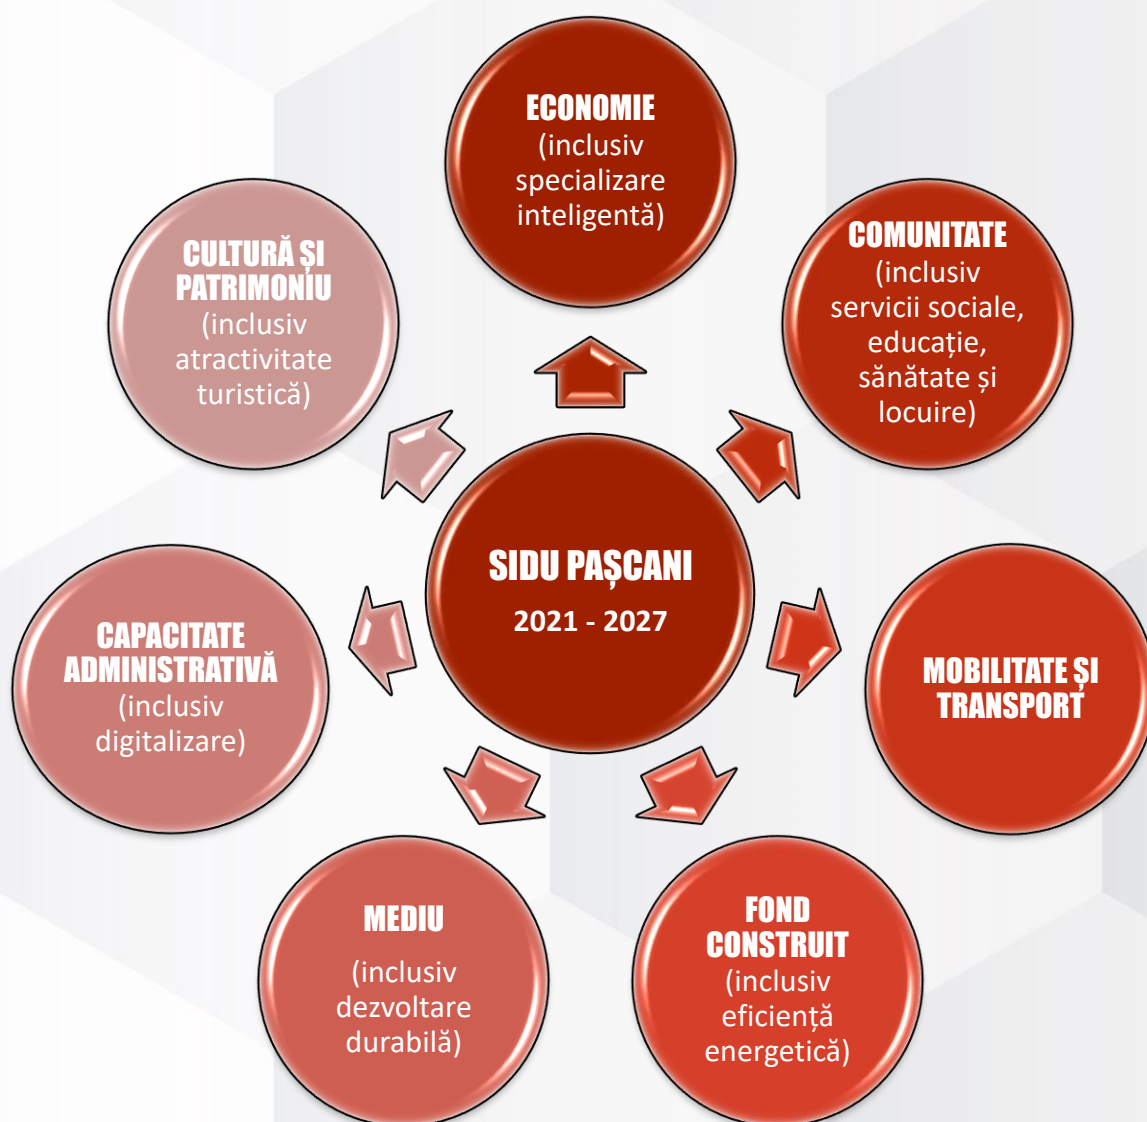 ECONOMIE
(inclusiv
specializare
inteligentă)
COMUNITATE
(inclusiv
servicii sociale,
educație,
sănătate și
locuire)
MOBILITATE ȘI
TRANSPORT
FOND
CONSTRUIT
(inclusiv
eficiență
energetică)
MEDIU
(inclusiv
dezvoltare
durabilă)
CAPACITATE
ADMINISTRATIVĂ
(inclusiv
digitalizare)
CULTURĂ ȘI
PATRIMONIU
(inclusiv
atractivitate
turistică)
SIDU PAȘCANI
2021 - 2027